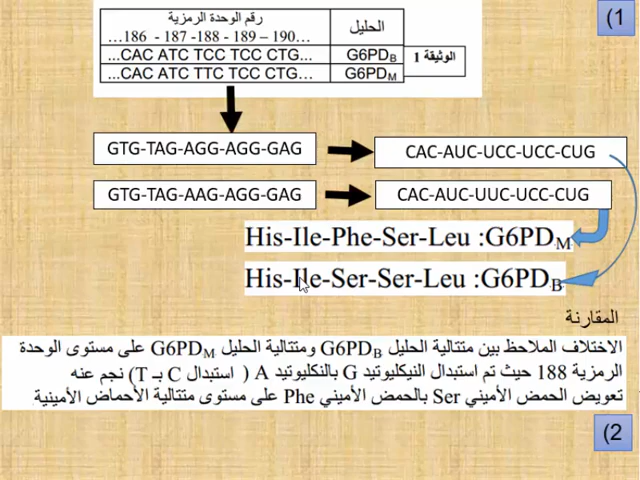 (1
رقم الوحدة الرمزية
الحليل
...186 - 187 -188 - 189 – 190...
...CAC ATC TCC TCC CTG... G6PDB
الوثيقة 1
...CAC ATC TTC TCC CTG... G6PDM
GTG-TAG-AGG-AGG-GAG
CAC-AUC-UCC-UCC-CUG
GTG-TAG-AAG-AGG-GAG
CAC-AUC-UUC-UCC-CUG
His-Ile-Phe-Ser-Leu :G6PDM
His-Ile-Ser-Ser-Leu :G6PDB
المقارنة
الاختلاف الملاحظ بين متتالية الحليل G6PDB ومتتالية الحليل G6PDM على مستوى الوحدة
الرمزية 188 حيث تم استبدال النيكليوتيد G بالنكليوتيد A ( استبدال C بـ T) نجم عنه
تعويض الحمض الأميني Ser بالحمض الأميني Phe على مستوى متتالية الأحماض الأمينية
(2